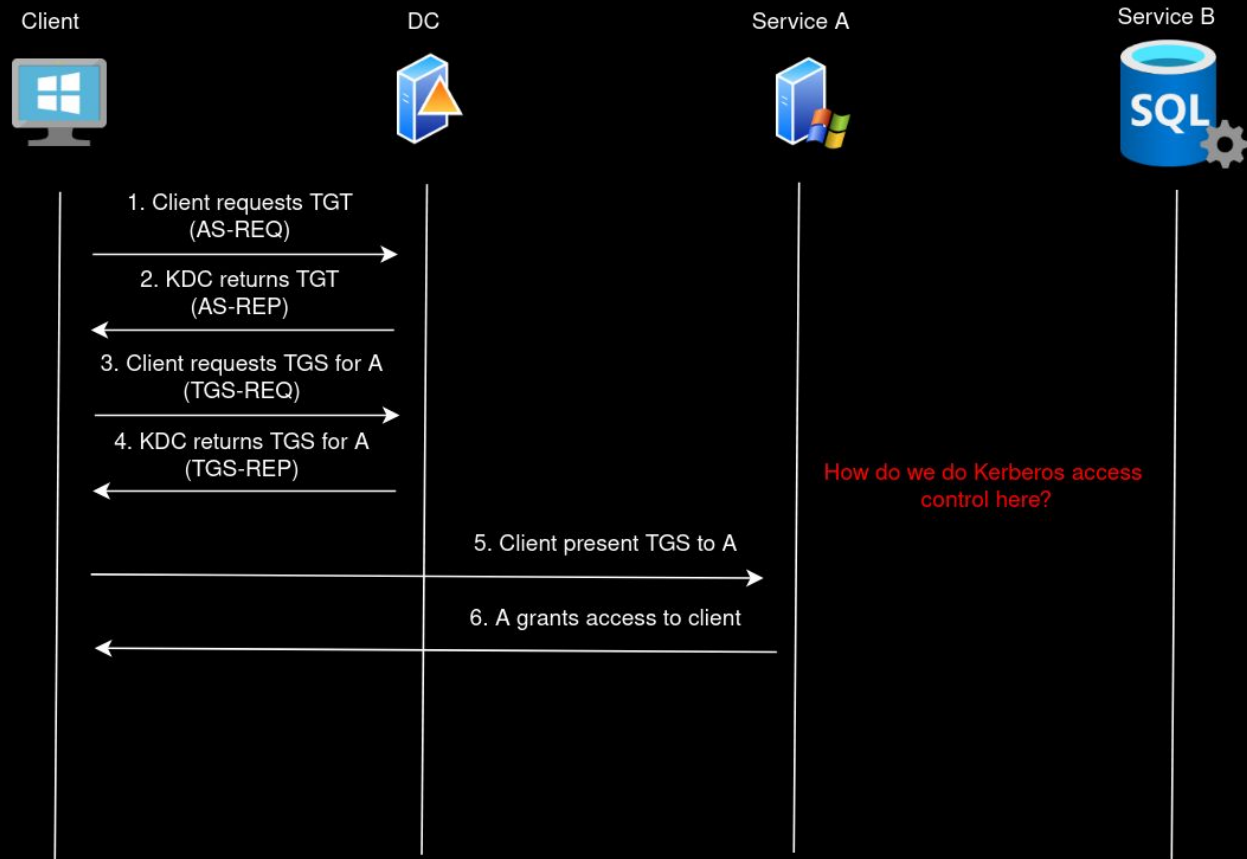 Client
DC
Service A
Service B
SQL
1. Client requests TGT
(AS-REQ)
2. KDC returns TGT
(AS-REP)
3. Client requests TGS for A
(TGS-REQ)
4. KDC returns TGS for A
(TGS-REP)
How do we do Kerberos access
control here?
5. Client present TGS to A
6. A grants access to client